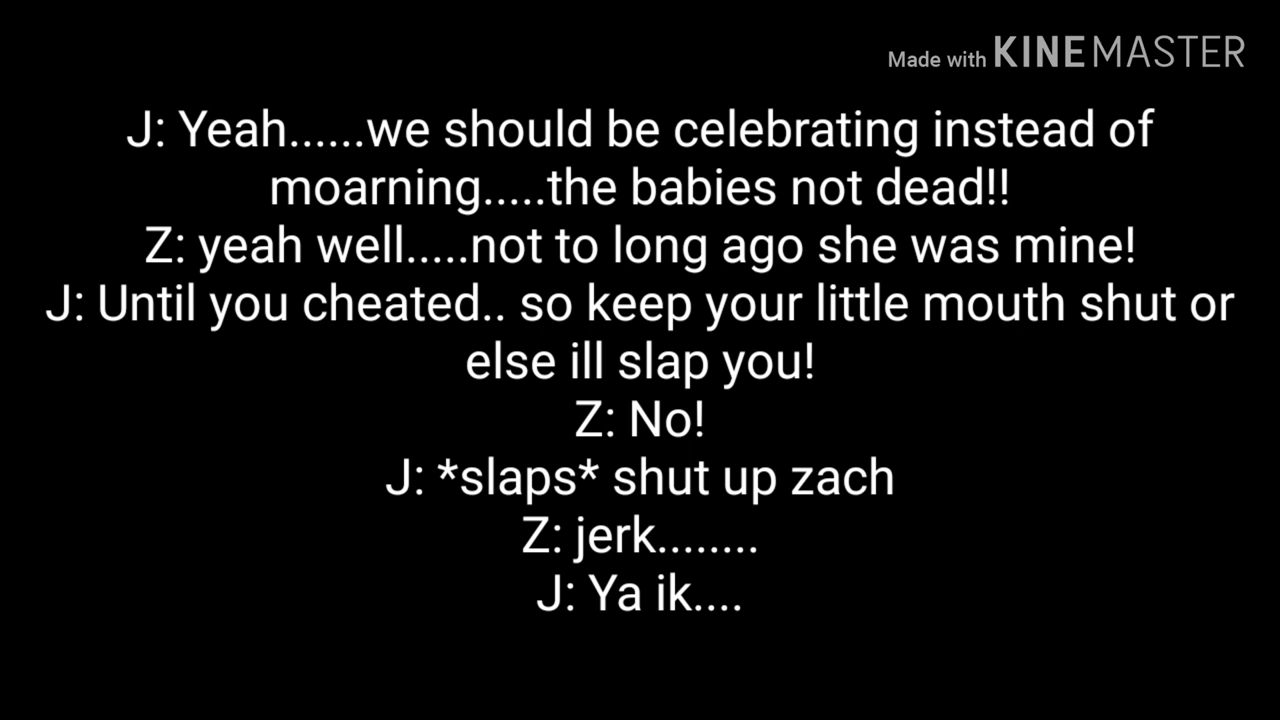 Made with KINEMASTER
J: Yeah......we should be celebrating instead of
moarning.....the babies not dead!!
Z: yeah well.....not to long ago she was mine!
J: Until you cheated.. so keep your little mouth shut or
else ill slap you!
Z: No!
J: *slaps* shut up zach
Z: jerk........
J: Ya ik....